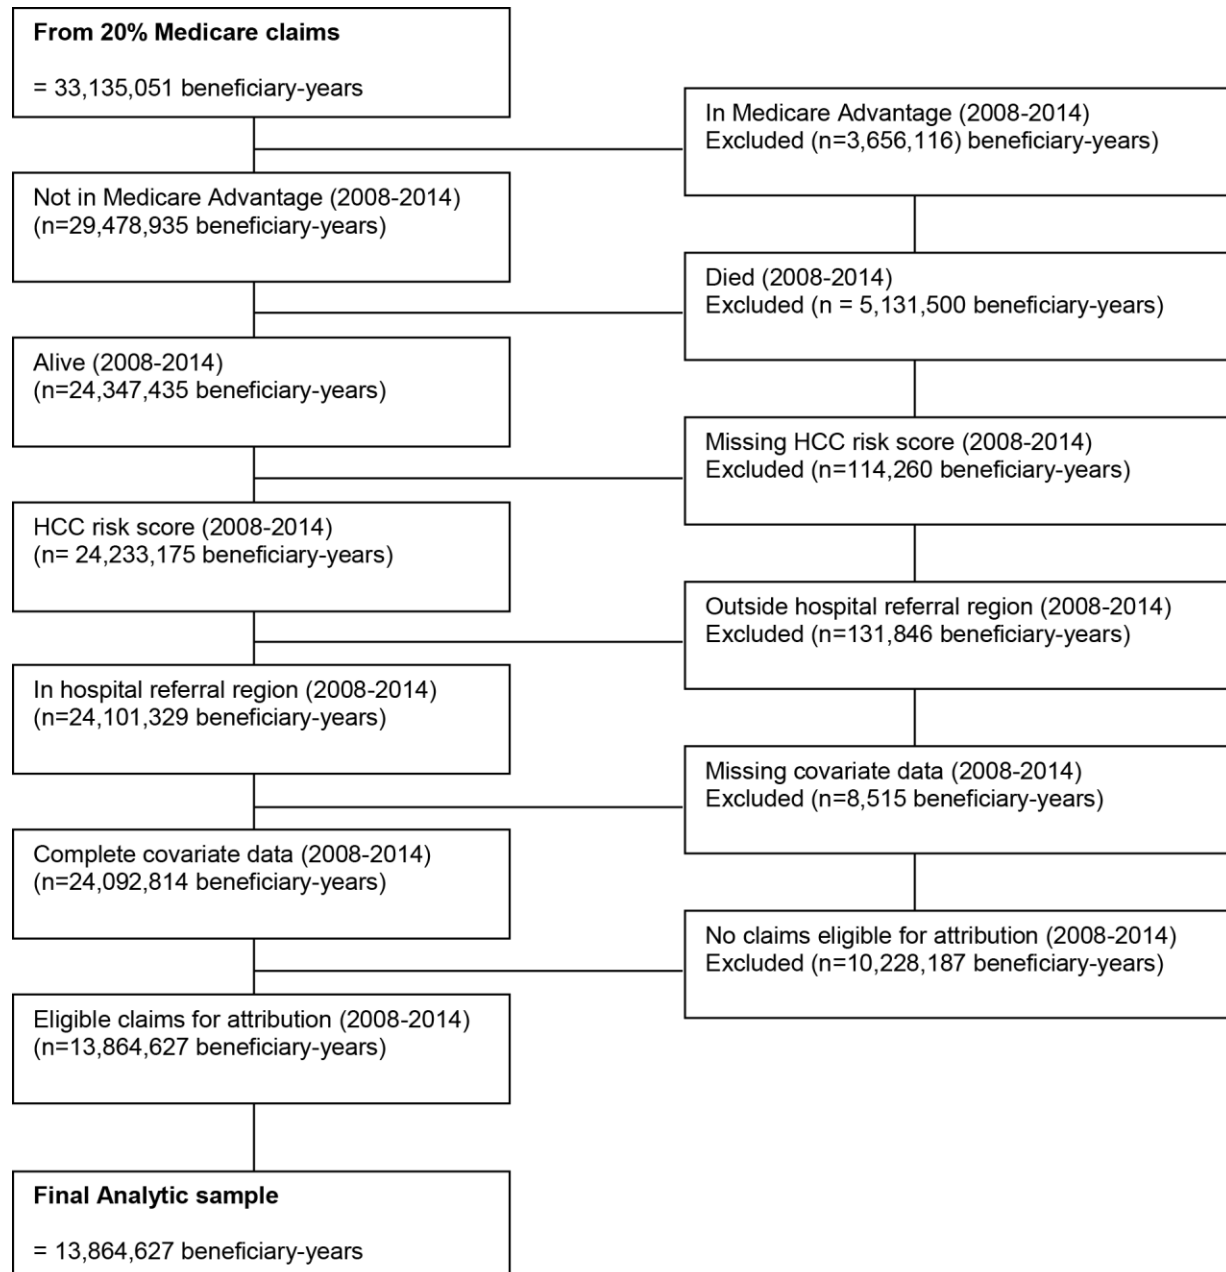 From 20% Medicare claims
= 33,135,051 beneficiary-years
In Medicare Advantage (2008-2014)
Excluded (n=3,656,116) beneficiary-years)
Not in Medicare Advantage (2008-2014)
(n=29,478,935 beneficiary-years)
Died (2008-2014)
Excluded (n = 5,131,500 beneficiary-years)
Alive (2008-2014)
(n=24,347,435 beneficiary-years)
Missing HCC risk score (2008-2014)
Excluded (n=114,260 beneficiary-years)
HCC risk score (2008-2014)
(n= 24,233,175 beneficiary-years)
Outside hospital referral region (2008-2014)
Excluded (n=131,846 beneficiary-years)
In hospital referral region (2008-2014)
(n=24,101,329 beneficiary-years)
Missing covariate data (2008-2014)
Excluded (n=8,515 beneficiary-years)
Complete covariate data (2008-2014)
(n=24,092,814 beneficiary-years)
No claims eligible for attribution (2008-2014)
Excluded (n=10,228,187 beneficiary-years)
Eligible claims for attribution (2008-2014)
(n=13,864,627 beneficiary-years)
Final Analytic sample
= 13,864,627 beneficiary-years